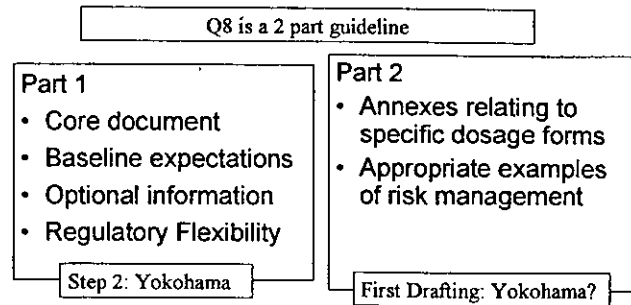 Q8 is a 2 part guideline
Part 1
• Core document
• Baseline expectations
• Optional information
• Regulatory Flexibility
Step 2: Yokohama
Part 2
• Annexes relating to
specific dosage forms
• Appropriate examples
of risk management
First Drafting: Yokohama?